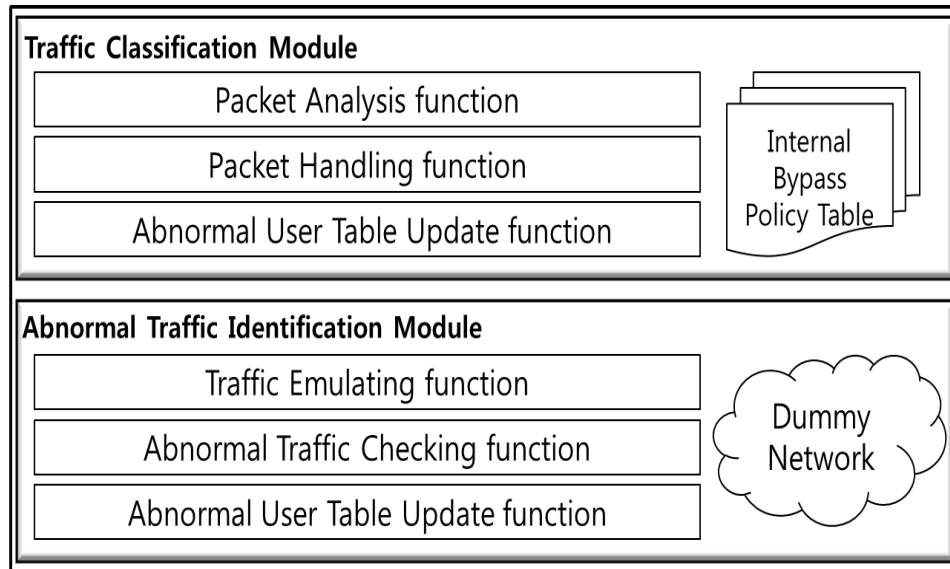 Traffic Classification Module
Packet Analysis function
Packet Handling function
Abnormal User Table Update function
Internal
Bypass
Policy Table
Abnormal Traffic Identification Module
Traffic Emulating function
Abnormal Traffic Checking function
Abnormal User Table Update function
Dummy
Network